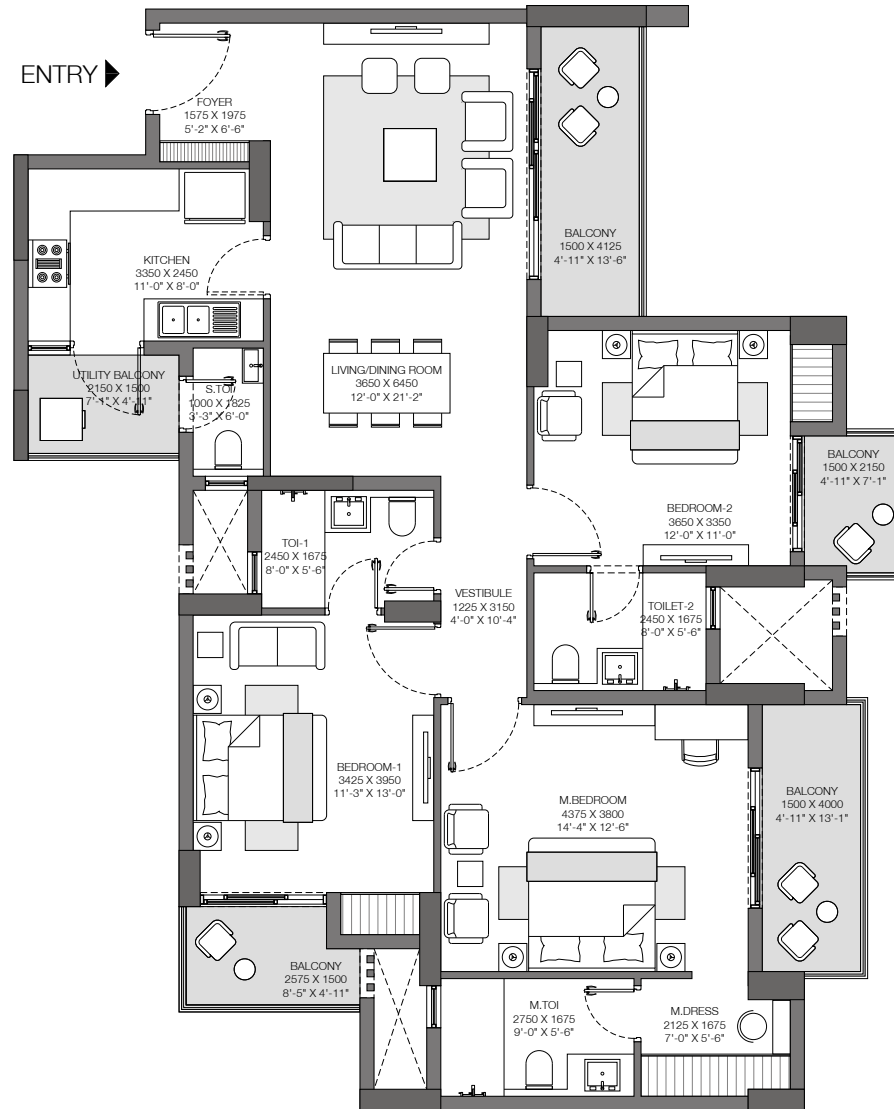 ENTRY
FOYER
1575 X 1975
5'-2" X 6'-6"
BALCONY
1500 X 4125
4'-11" X 13'-6"
KITCHEN
3350 X 2450
11'-0" X 8'-0"
LIVING/DINING ROOM
3650 X 6450
12'-0" X 21'-2"
UTILITY BALCONY
2150 X 1500
7'-1" X 4'-11"
S.TOI
1000 X 1825
3'-3" X 6'-0"
BALCONY
1500 X 2150
4'-11" X 7'-1"
BEDROOM-2
3650 X 3350
12'-0" X 11'-0"
TOI-1
2450 X 1675
8'-0" X 5'-6"
VESTIBULE
1225 X 3150
4'-0" X 10'-4"
TOILET-2
2450 X 1675
8'-0" X 5'-6"
BEDROOM-1
3425 X 3950
11'-3" X 13'-0"
M.BEDROOM
4375 X 3800
14'-4" X 12'-6"
BALCONY
1500 X 4000
4'-11" X 13'-1"
BALCONY
2575 X 1500
8'-5" X 4'-11"
M.TOI
2750 X 1675
9'-0" X 5'-6"
M.DRESS
2125 X 1675
7'-0" X 5'-6"